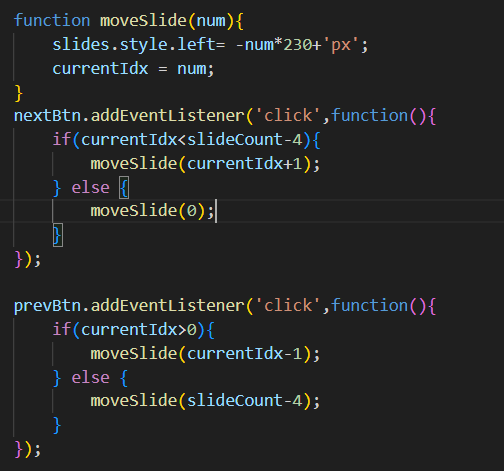 function moveSlide(num){
    slides.style.left= -num*230+'px';
    currentIdx = num;
}
nextBtn.addEventListener('click',function(){
    if(currentIdx<slideCount-4){
        moveSlide(currentIdx+1);
    } else {
        moveSlide(0);
    }
});
prevBtn.addEventListener('click',function(){
    if(currentIdx>0){
        moveSlide(currentIdx-1);
    } else {
        moveSlide(slideCount-4);
    }
});